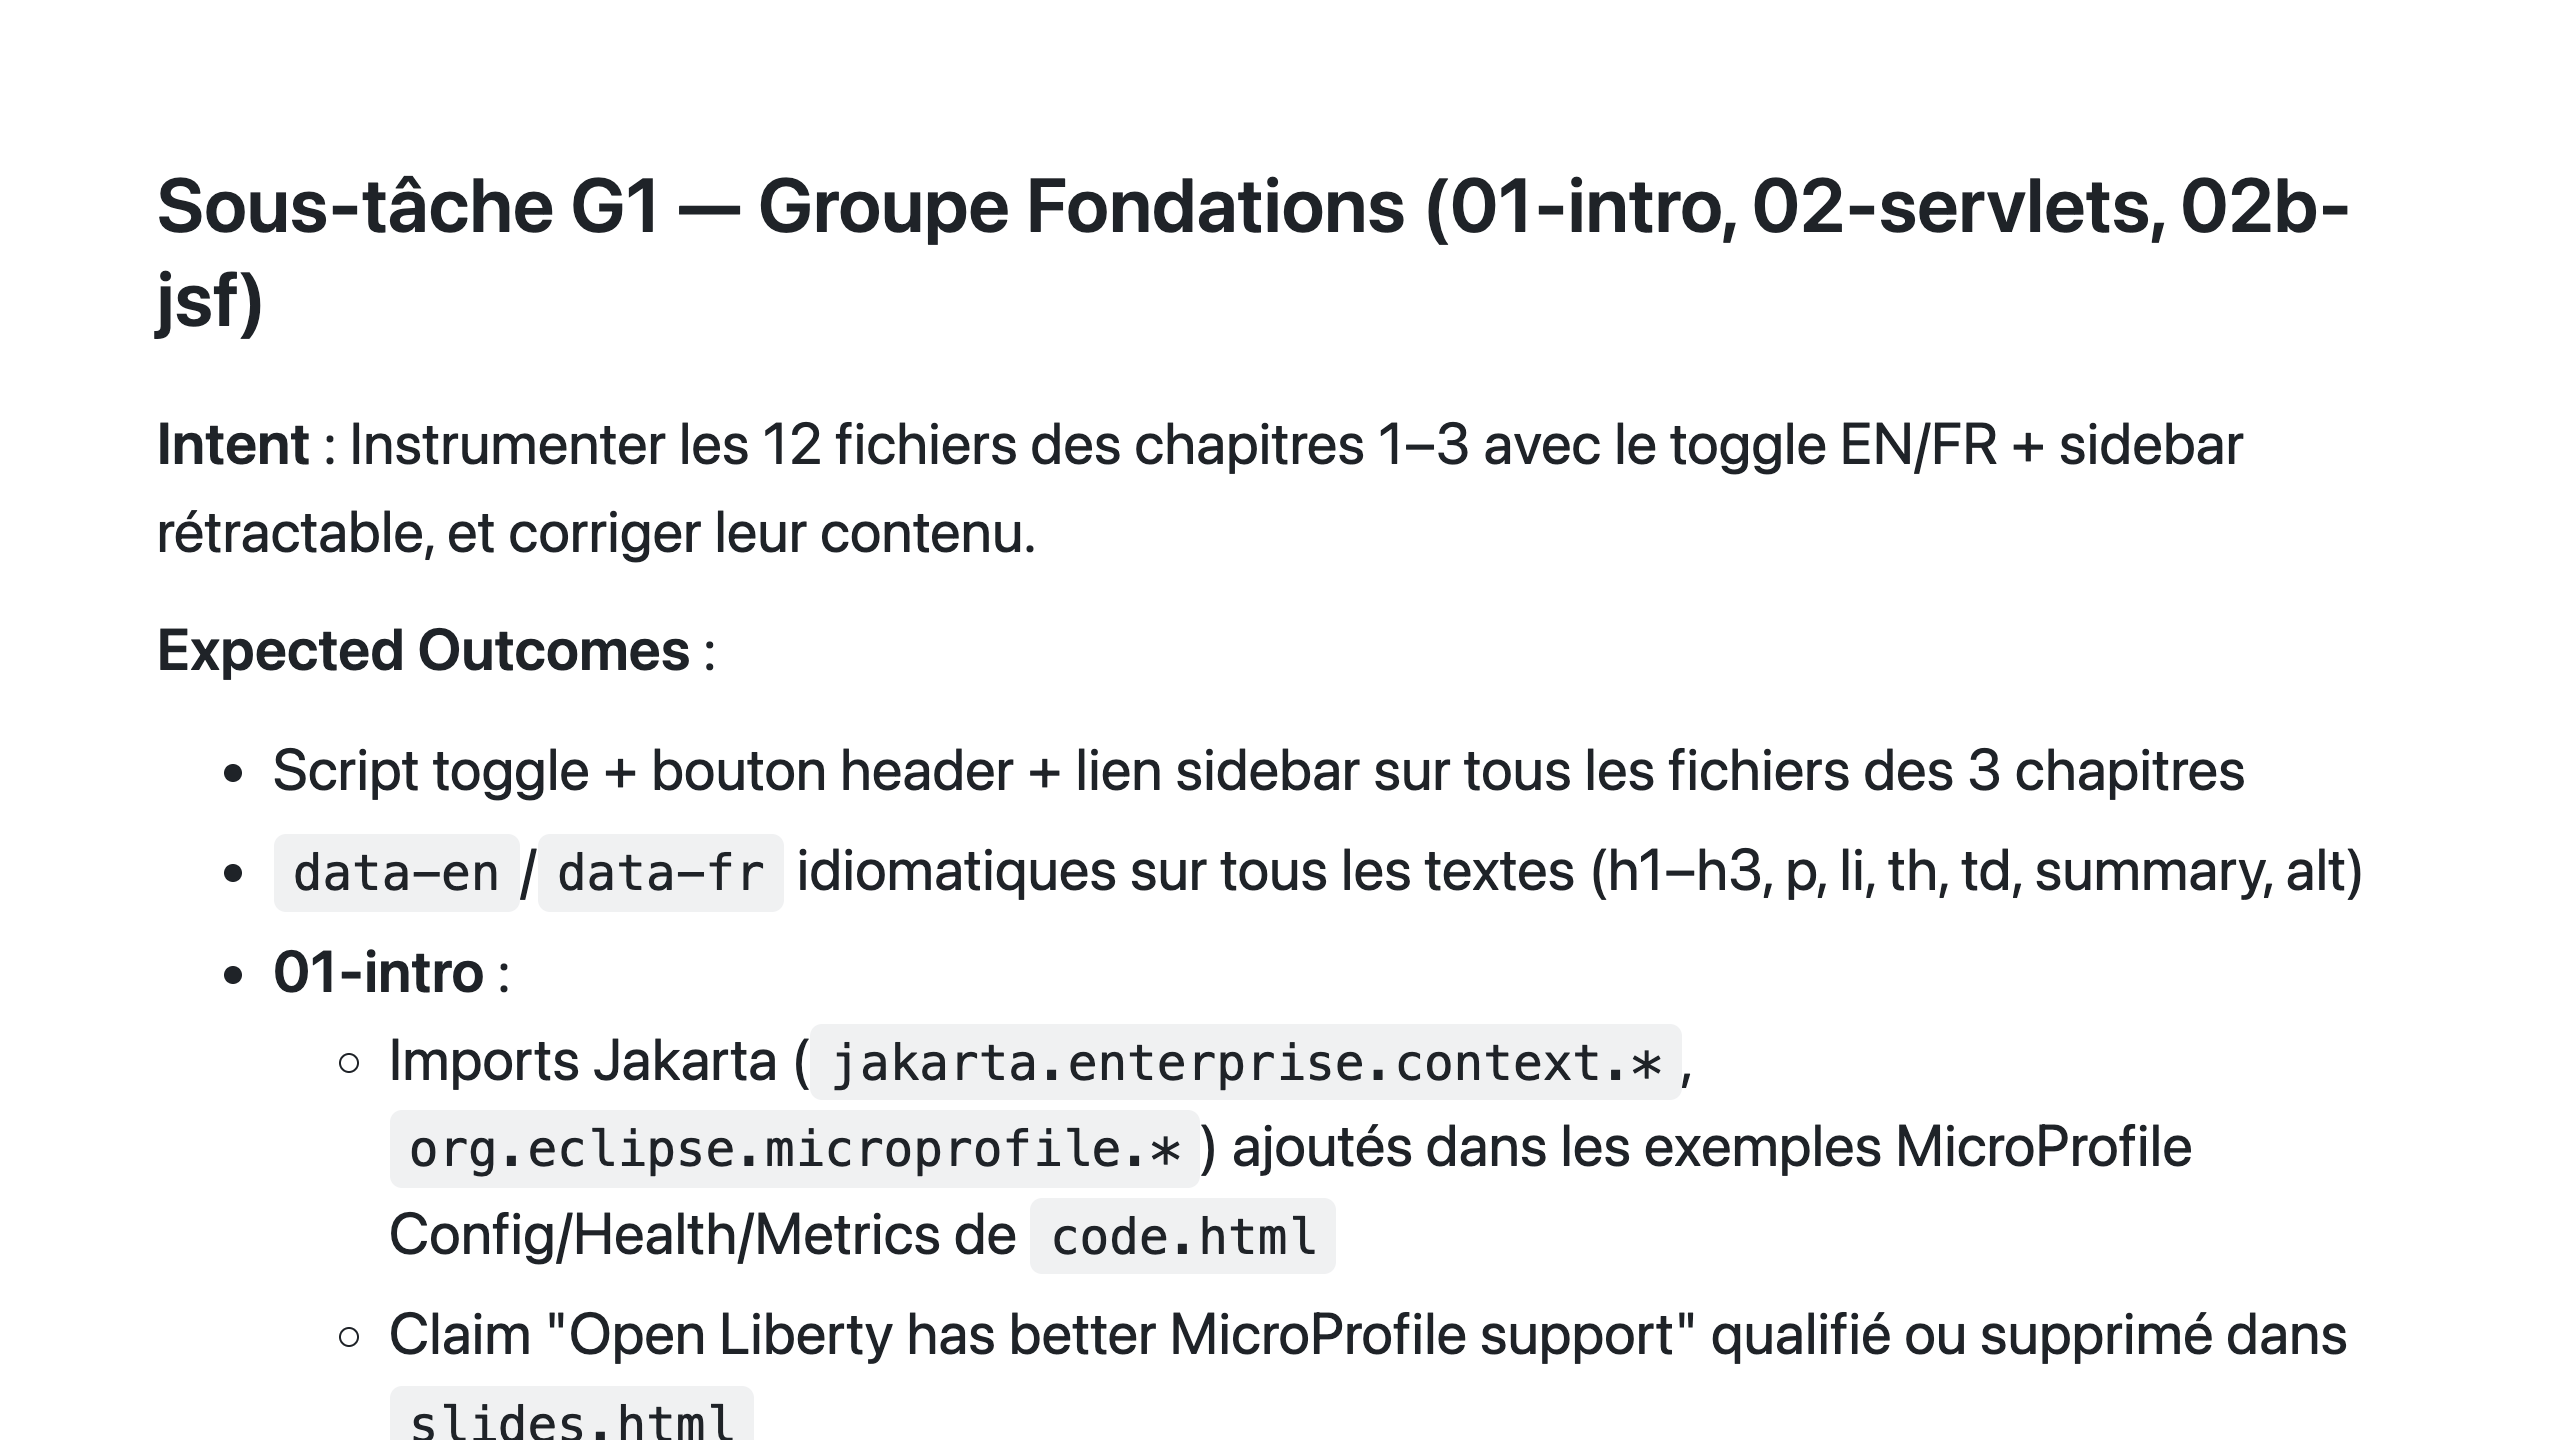 Sous-tâche G1 — Groupe Fondations (01-intro, 02-servlets, 02b-
jsf)
Intent : Instrumenter les 12 fichiers des chapitres 1–3 avec le toggle EN/FR + sidebar
rétractable, et corriger leur contenu.
Expected Outcomes :
• Script toggle + bouton header + lien sidebar sur tous les fichiers des 3 chapitres
• data-en/data-fr idiomatiques sur tous les textes (h1–h3, p, li, th, td, summary, alt)
• 01-intro :
◦ Imports Jakarta (jakarta.enterprise.context.*,
org.eclipse.microprofile.*) ajoutés dans les exemples MicroProfile
Config/Health/Metrics de code.html
◦ Claim "Open Liberty has better MicroProfile support" qualifié ou supprimé dans
slides.html